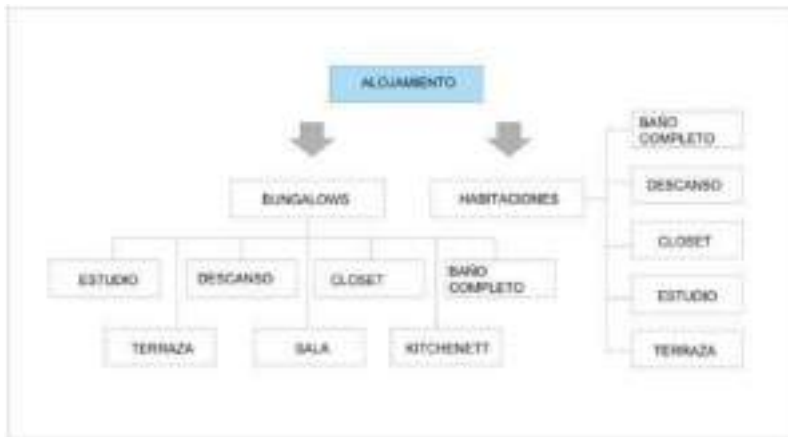 ALOJAMIENTO
BUNGALOWS
HABITACIONES
BAÑO
COMPLETO
DESCANSO
CLOSET
ESTUDIO
TERRAZA
ESTUDIO
DESCANSO
CLOSET
BAÑO
COMPLETO
TERRAZA
SALA
KITCHENETT